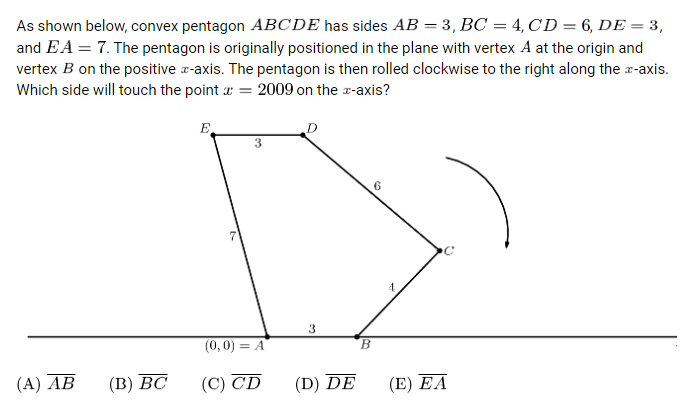 As shown below, convex pentagon ABCDE has sides AB = 3, BC = 4, CD = 6, DE = 3,
and EA = 7. The pentagon is originally positioned in the plane with vertex A at the origin and
vertex B on the positive x-axis. The pentagon is then rolled clockwise to the right along the x-axis.
Which side will touch the point x = 2009 on the x-axis?
E D
3
6
7
C
4
3
(0, 0) = A B
(A) \overline{AB} (B) \overline{BC} (C) \overline{CD} (D) \overline{DE} (E) \overline{EA}